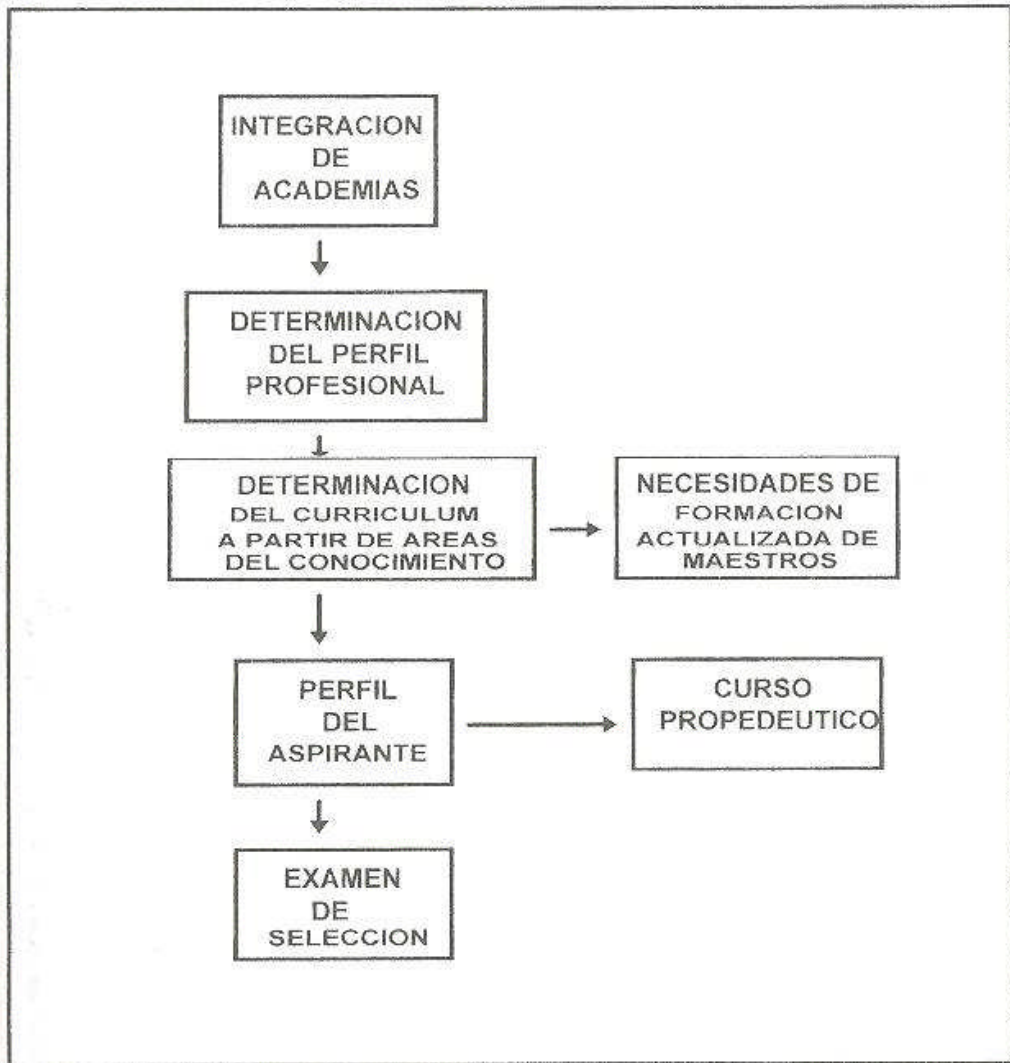 INTEGRACION
DE
ACADEMIAS
DETERMINACION
DEL PERFIL
PROFESIONAL
DETERMINACION
DEL CURRICULUM
A PARTIR DE AREAS
DEL CONOCIMIENTO
NECESIDADES DE
FORMACION
ACTUALIZADA DE
MAESTROS
PERFIL
DEL
ASPIRANTE
CURSO
PROPEDEUTICO
EXAMEN
DE
SELECCION